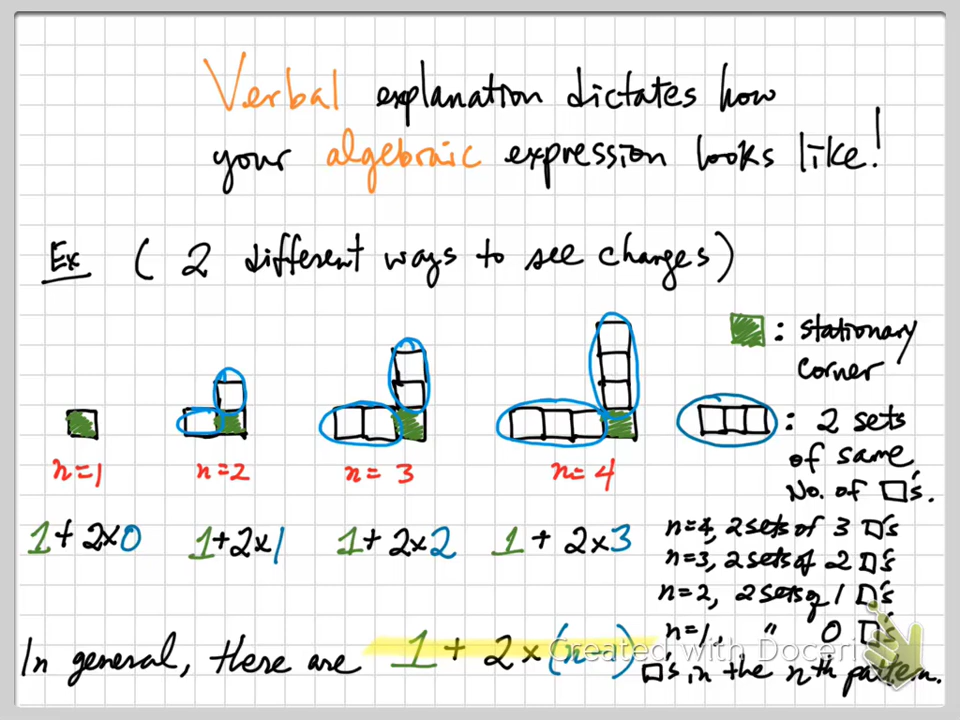 Verbal explanation dictates how
your algebraic expression looks like!
Ex ( 2 different ways to see changes )
: stationary
corner
: 2 sets
of same
No. of □'s.
n=1 n=2 n=3 n=4
1+2×0 1+2×1 1+2×2 1+2×3
n=4, 2 sets of 3 □'s
n=3, 2 sets of 2 □'s
n=2, 2 sets of 1 □'s
n=1, " 0 □'s
In general, there are 1 + 2×(n-1)
□'s in the nth pattern.
Created with Doceri